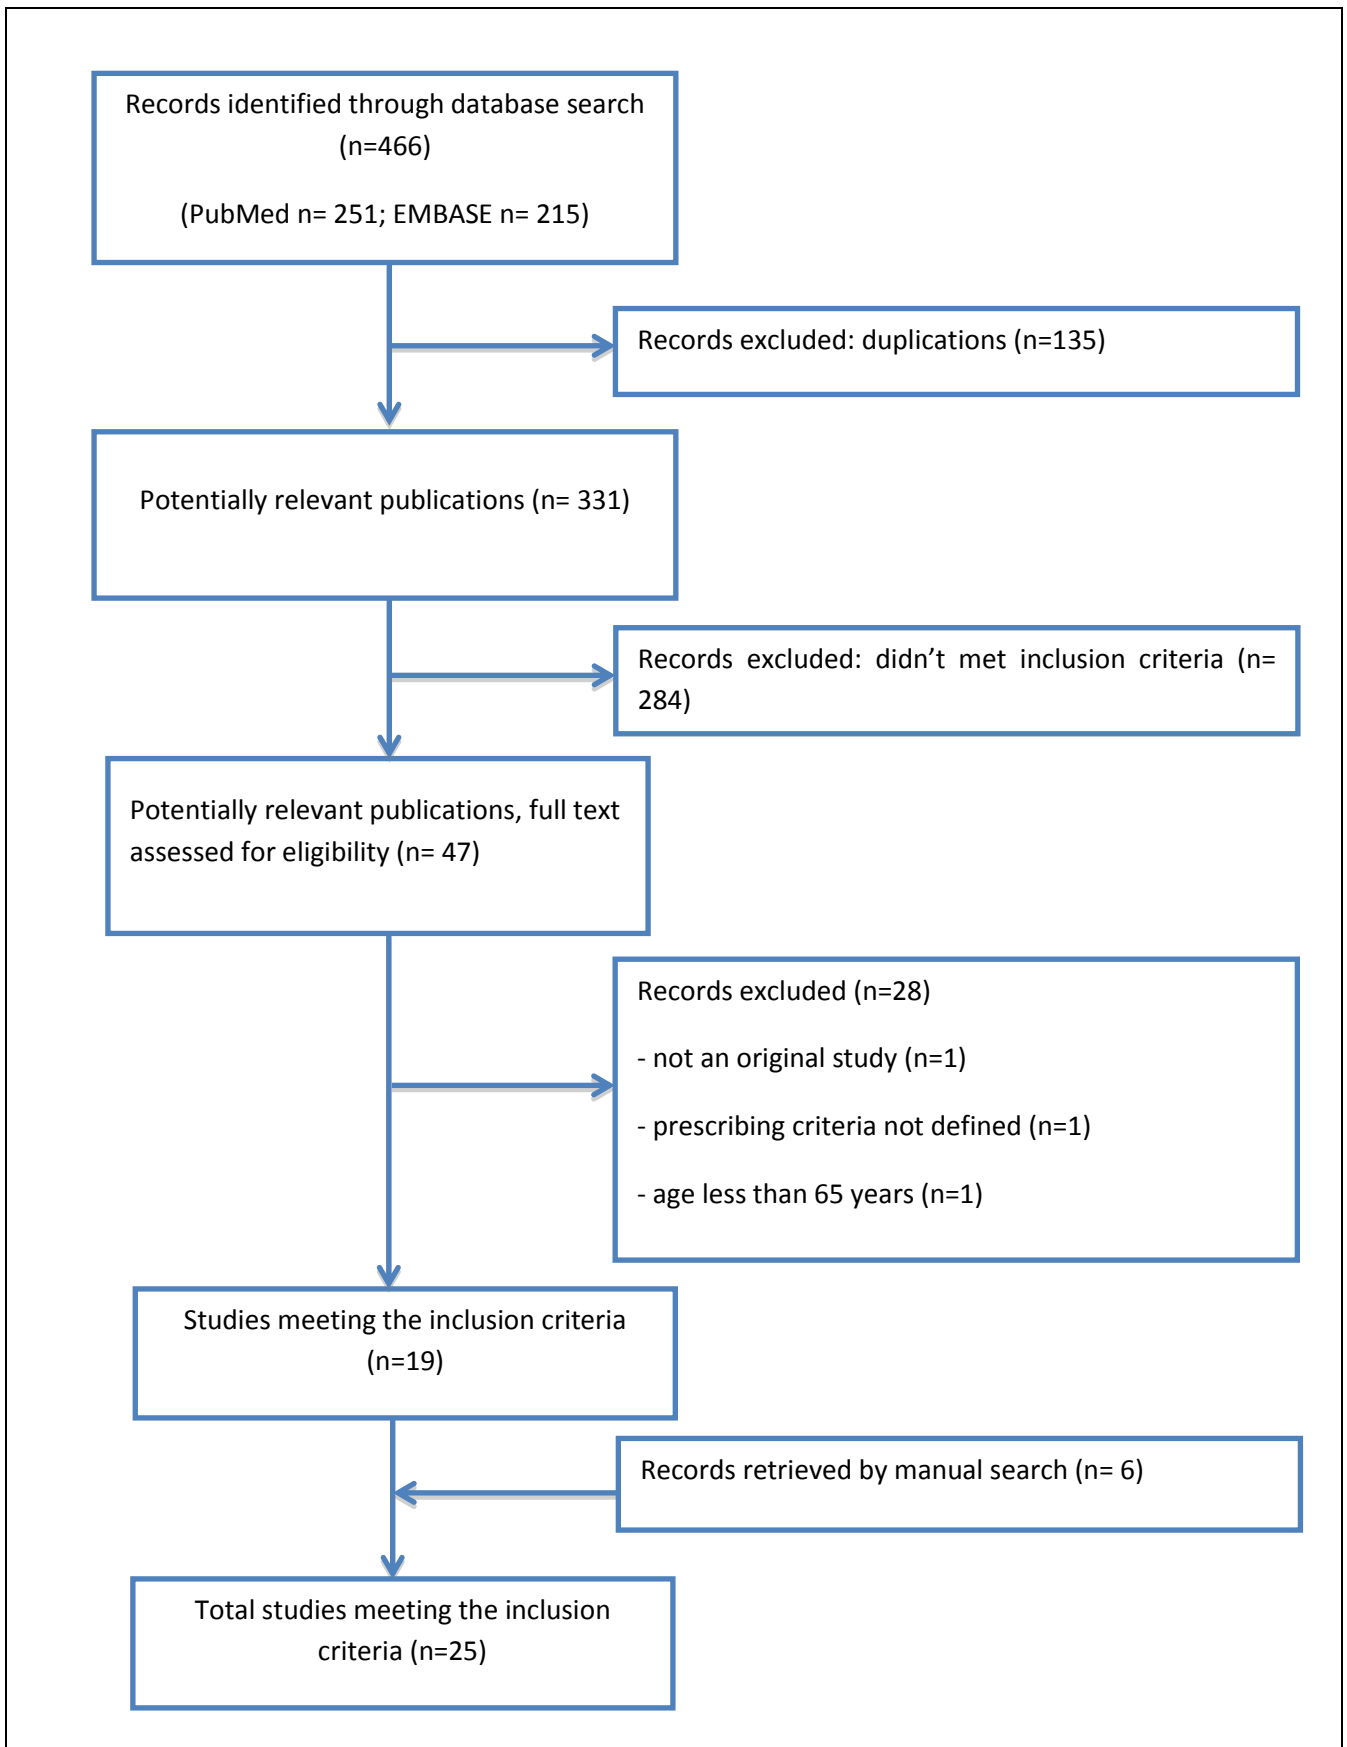 Records identified through database search
(n=466)
(PubMed n= 251; EMBASE n= 215)
Records excluded: duplications (n=135)
Potentially relevant publications (n= 331)
Records excluded: didn’t met inclusion criteria (n=
284)
Potentially relevant publications, full text
assessed for eligibility (n= 47)
Records excluded (n=28)
- not an original study (n=1)
- prescribing criteria not defined (n=1)
- age less than 65 years (n=1)
Studies meeting the inclusion criteria
(n=19)
Records retrieved by manual search (n= 6)
Total studies meeting the inclusion
criteria (n=25)